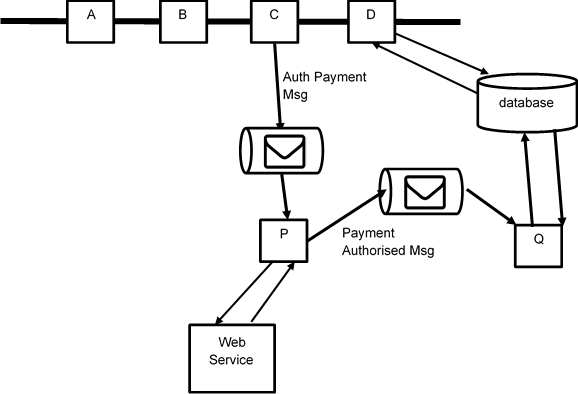 A
B
C
D
Auth Payment
Msg
database
P
Payment
Authorised Msg
Q
Web
Service